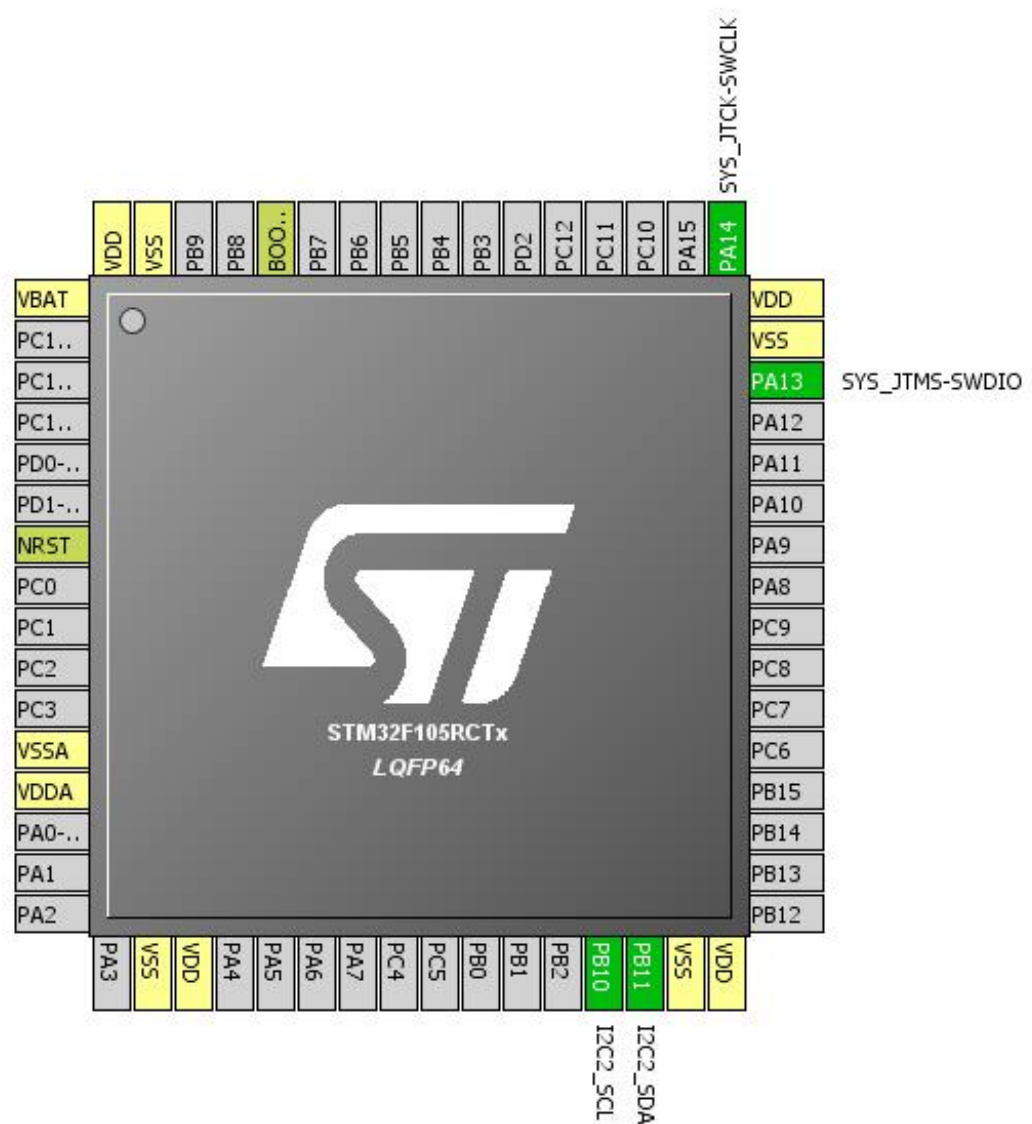 SYS_JTCK-SWCLK
VDD VSS PB9 PB8 BOO.. PB7 PB6 PB5 PB4 PB3 PD2 PC12 PC11 PC10 PA15 PA14
VBAT
PC1..
PC1..
PC1..
PD0-..
PD1-..
NRST
PC0
PC1
PC2
PC3
VSSA
VDDA
PA0-..
PA1
PA2
STM32F105RCTx
LQFP64
VDD
VSS
PA13 SYS_JTMS-SWDIO
PA12
PA11
PA10
PA9
PA8
PC9
PC8
PC7
PC6
PB15
PB14
PB13
PB12
PA3 VSS VDD PA4 PA5 PA6 PA7 PC4 PC5 PB0 PB1 PB2 PB10 PB11 VSS VDD
I2C2_SCL
I2C2_SDA